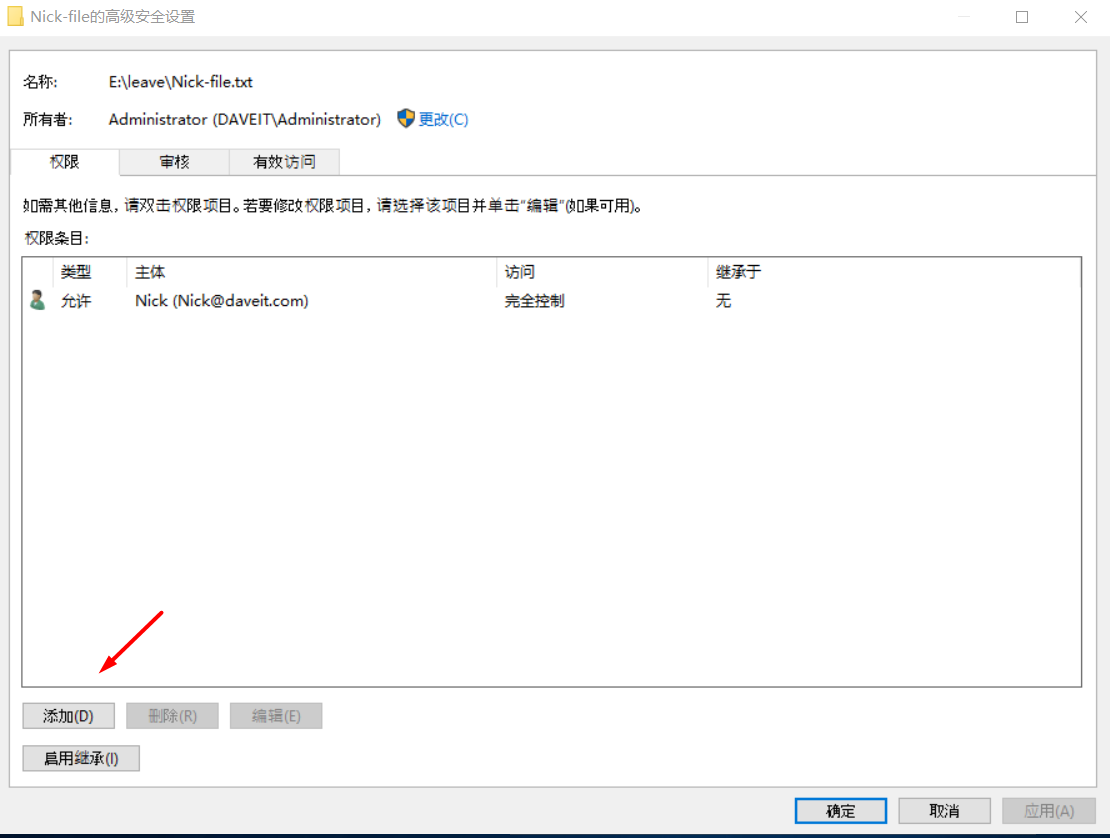 Nick-file的高级安全设置
名称: E:\leave\Nick-file.txt
所有者: Administrator (DAVEIT\Administrator) 更改(C)
权限 审核 有效访问
如需其他信息，请双击权限项目。若要修改权限项目，请选择该项目并单击“编辑”(如果可用)。
权限条目:
类型 主体 访问 继承于
允许 Nick (Nick@daveit.com) 完全控制 无
添加(D) 删除(R) 编辑(E)
启用继承(I)
确定 取消 应用(A)